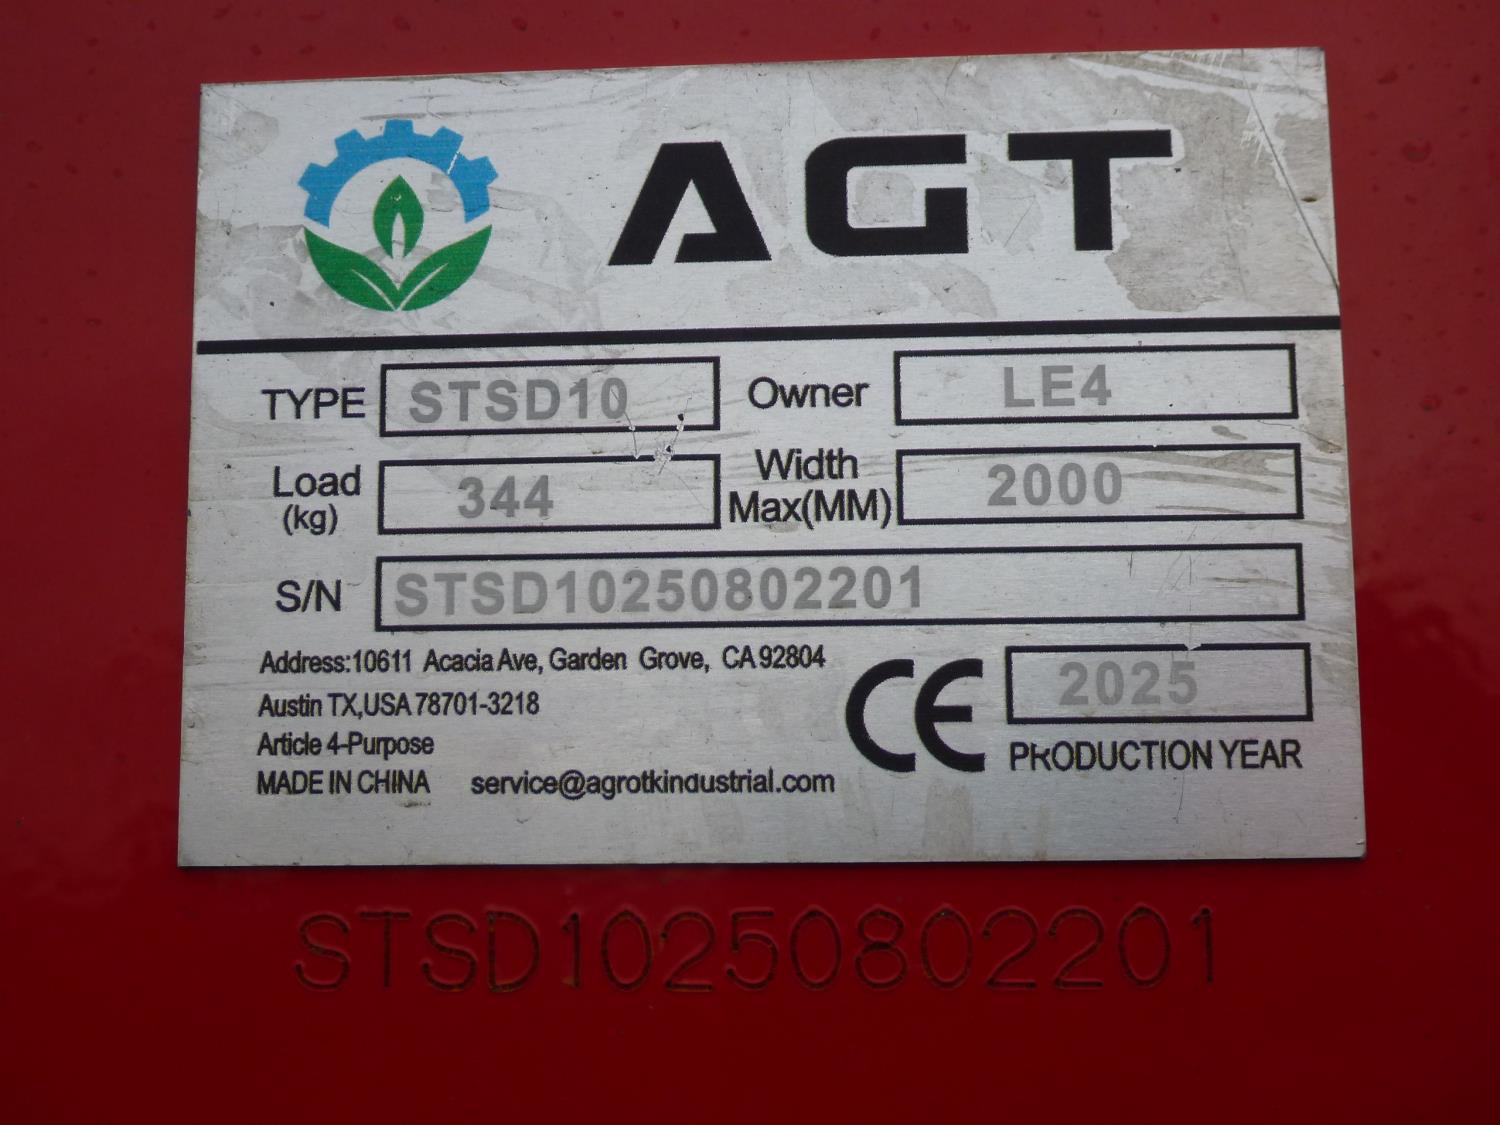 AGT
TYPE STSD10 Owner LE4
Load (kg) 344 Width Max(MM) 2000
S/N STSD10250802201
Address:10611 Acacia Ave, Garden Grove, CA 92804
Austin TX,USA 78701-3218
Article 4-Purpose
MADE IN CHINA service@agrotkindustrial.com
CE 2025
PRODUCTION YEAR
STSD10250802201